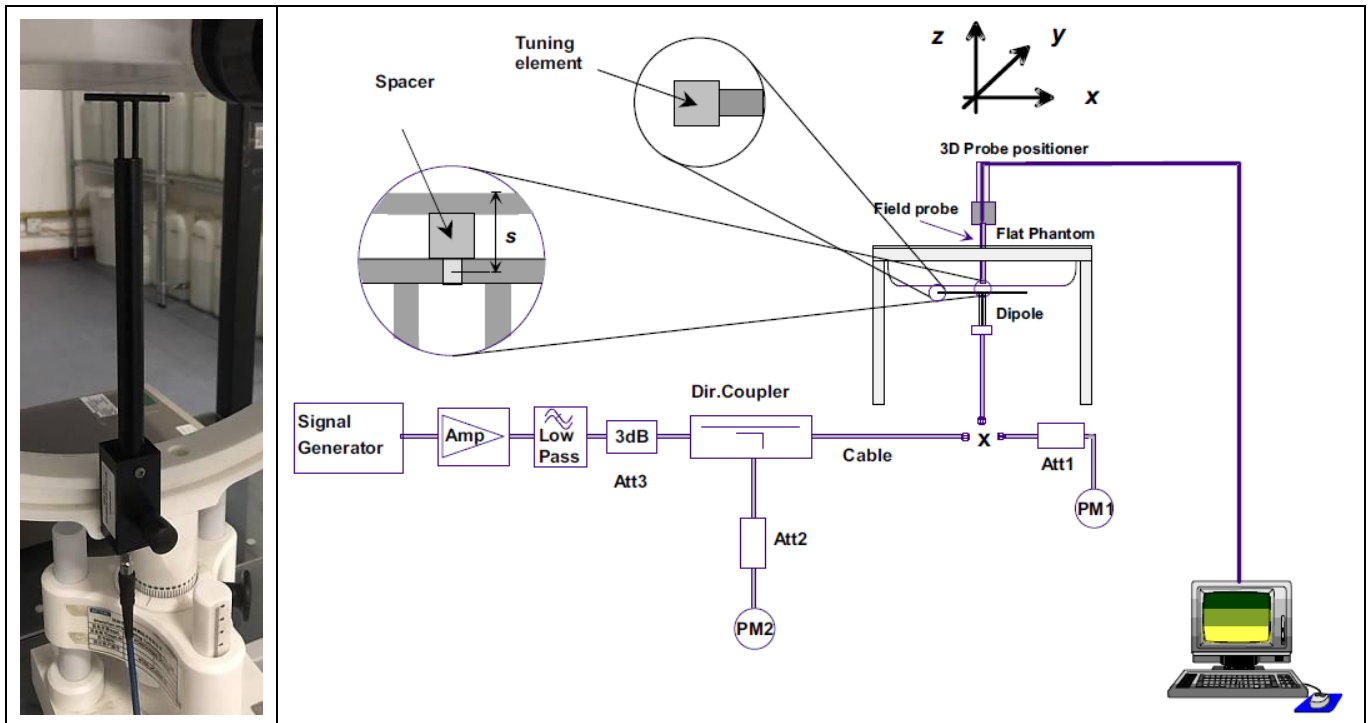 Tuning
element
Spacer
s
z
y
x
3D Probe positioner
Field probe
Flat Phantom
Dipole
Dir.Coupler
Signal
Generator
Amp
Low
Pass
3dB
Att3
Cable
x
Att1
PM1
Att2
PM2